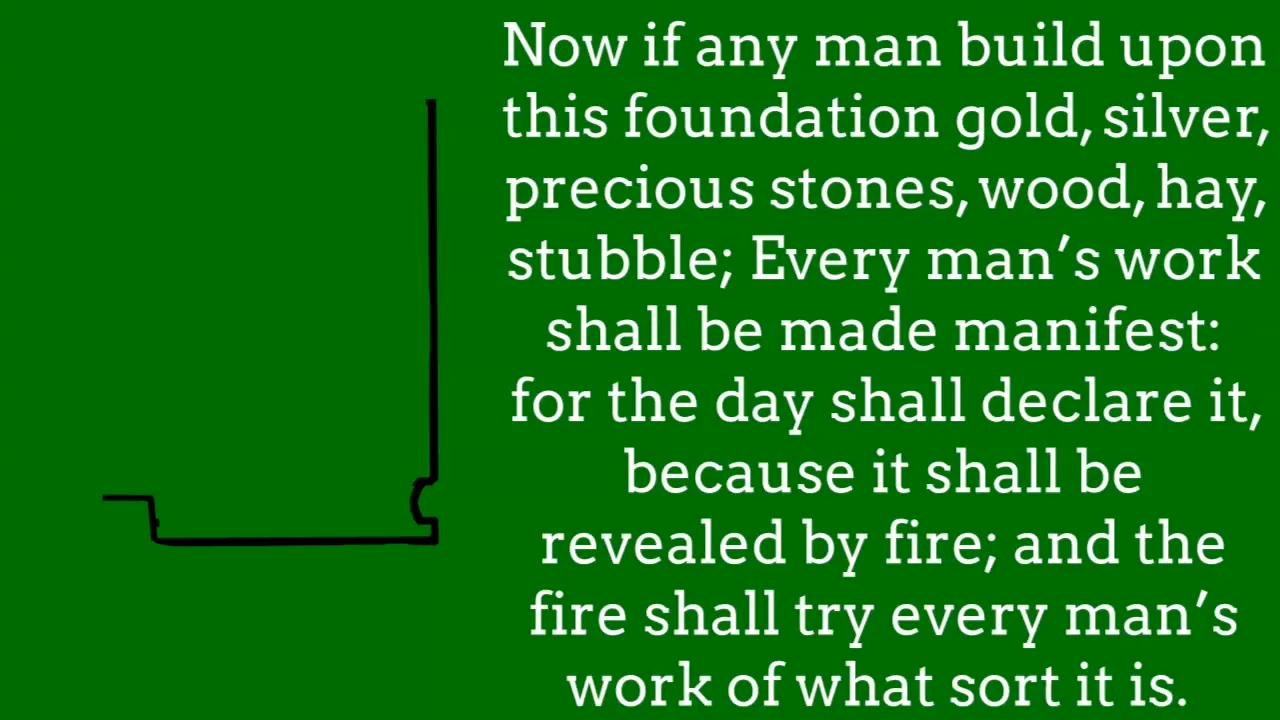 Now if any man build upon
this foundation gold, silver,
precious stones, wood, hay,
stubble; Every man’s work
shall be made manifest:
for the day shall declare it,
because it shall be
revealed by fire; and the
fire shall try every man’s
work of what sort it is.